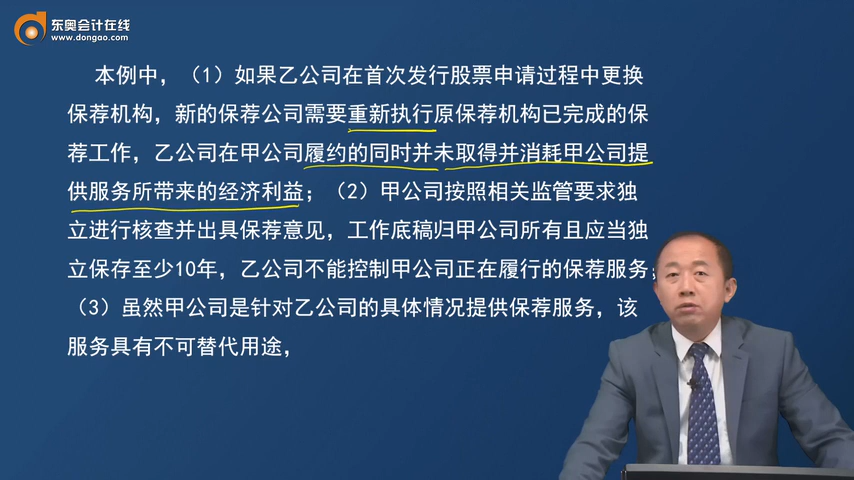 东奥会计在线
www.dongao.com
本例中，（1）如果乙公司在首次发行股票申请过程中更换
保荐机构，新的保荐公司需要重新执行原保荐机构已完成的保
荐工作，乙公司在甲公司履约的同时并未取得并消耗甲公司提
供服务所带来的经济利益；（2）甲公司按照相关监管要求独
立进行核查并出具保荐意见，工作底稿归甲公司所有且应当独
立保存至少10年，乙公司不能控制甲公司正在履行的保荐服务。
（3）虽然甲公司是针对乙公司的具体情况提供保荐服务，该
服务具有不可替代用途，